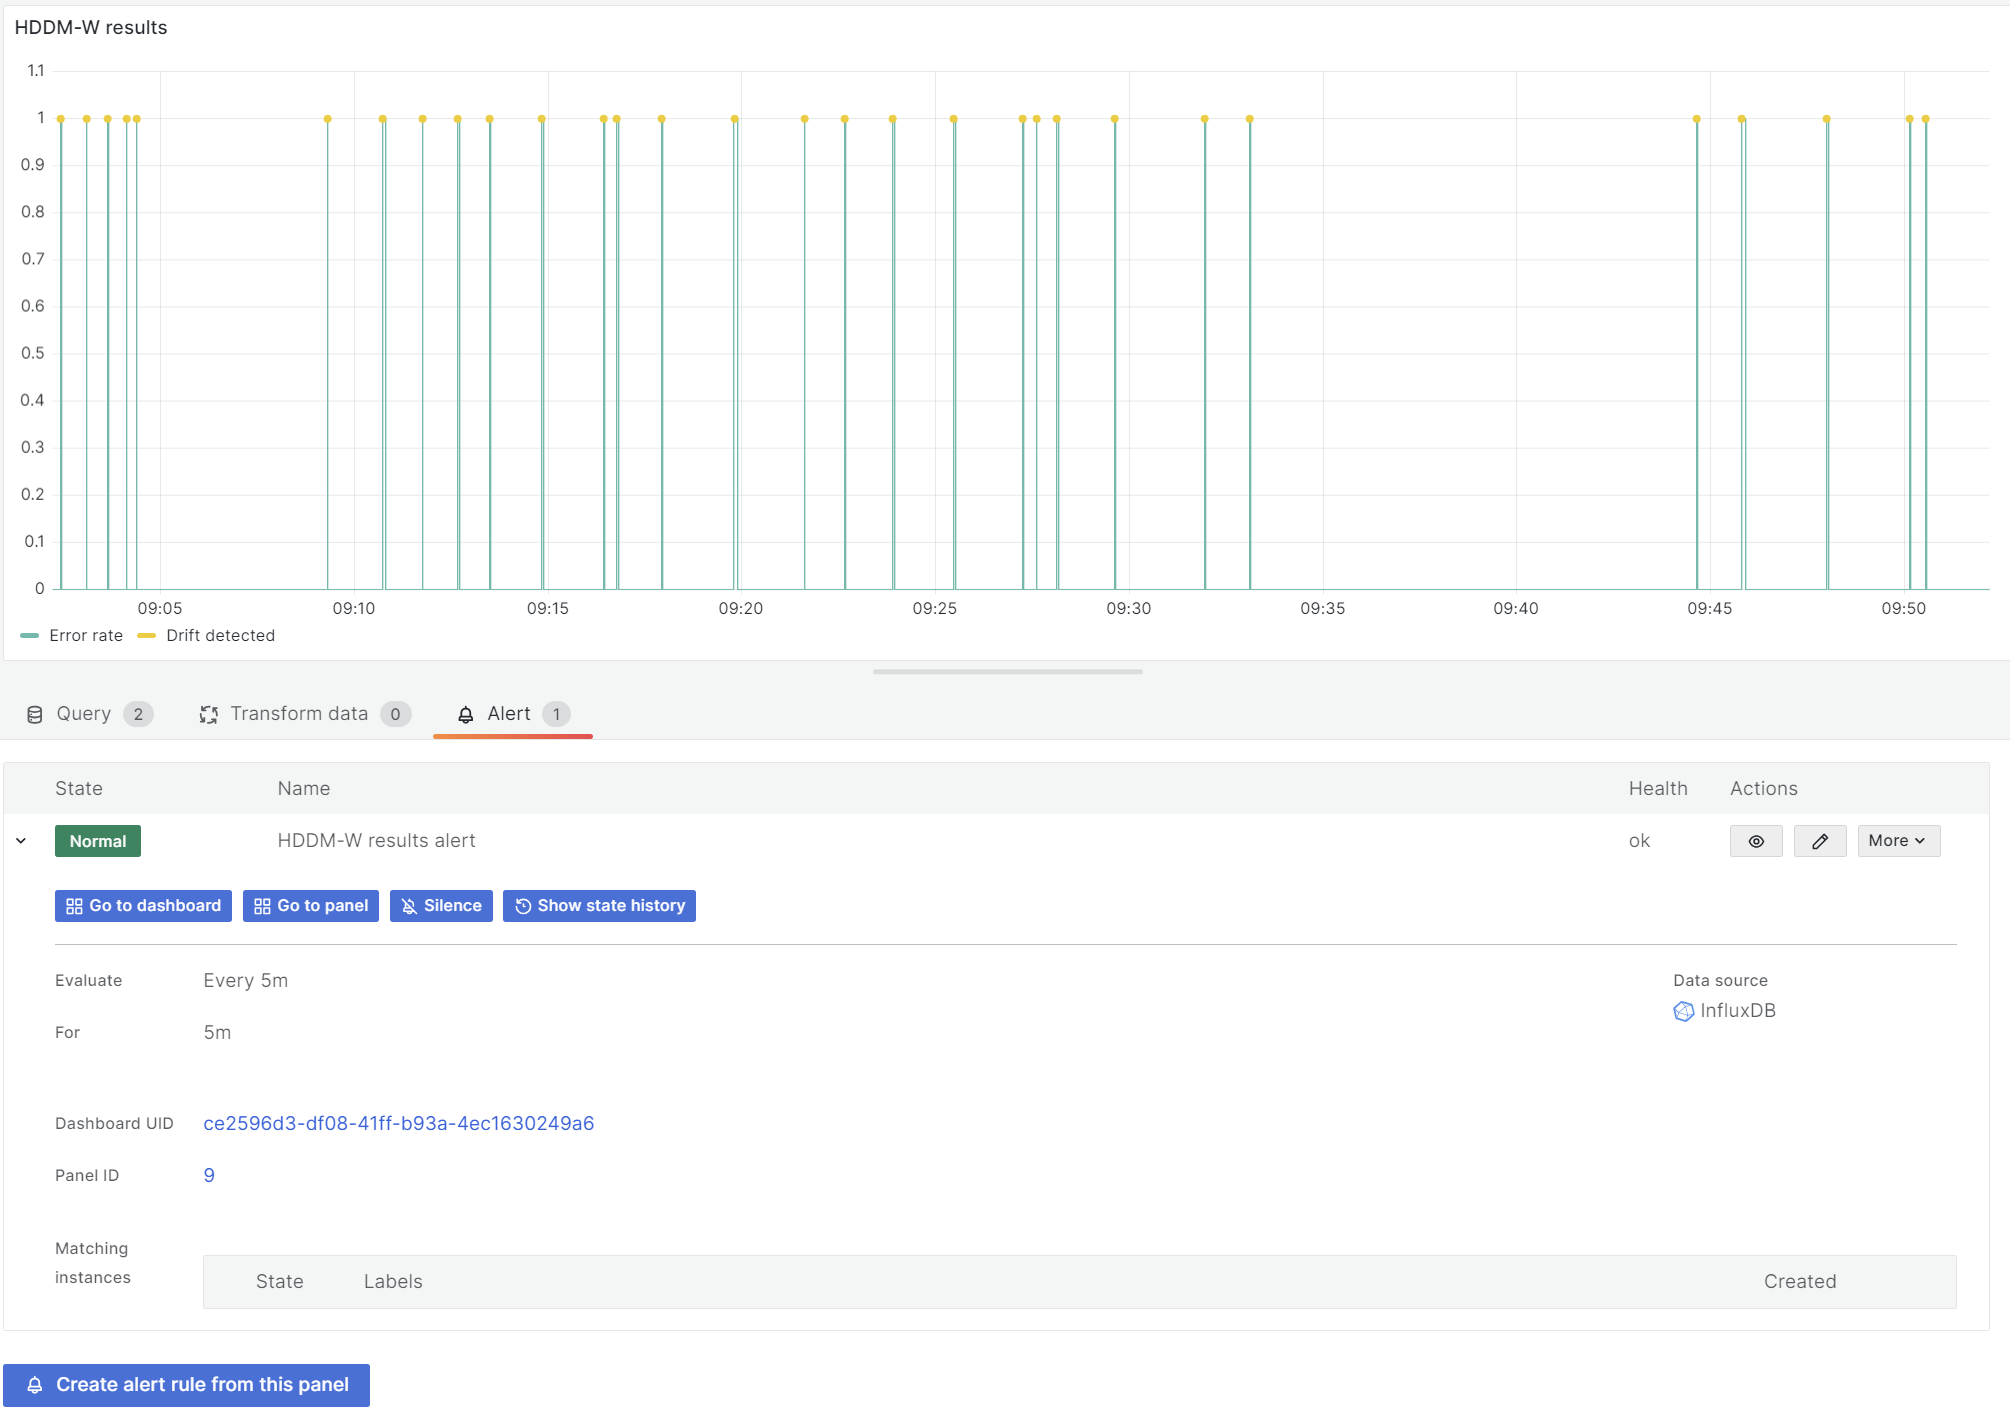 HDDM-W results
1.1
1
0.9
0.8
0.7
0.6
0.5
0.4
0.3
0.2
0.1
0
09:05 09:10 09:15 09:20 09:25 09:30 09:35 09:40 09:45 09:50
Error rate Drift detected
Query 2 Transform data 0 Alert 1
State Name Health Actions
Normal HDDM-W results alert ok More
Go to dashboard Go to panel Silence Show state history
Evaluate Every 5m Data source
InfluxDB
For 5m
Dashboard UID ce2596d3-df08-41ff-b93a-4ec1630249a6
Panel ID 9
Matching
instances
State Labels Created
Create alert rule from this panel